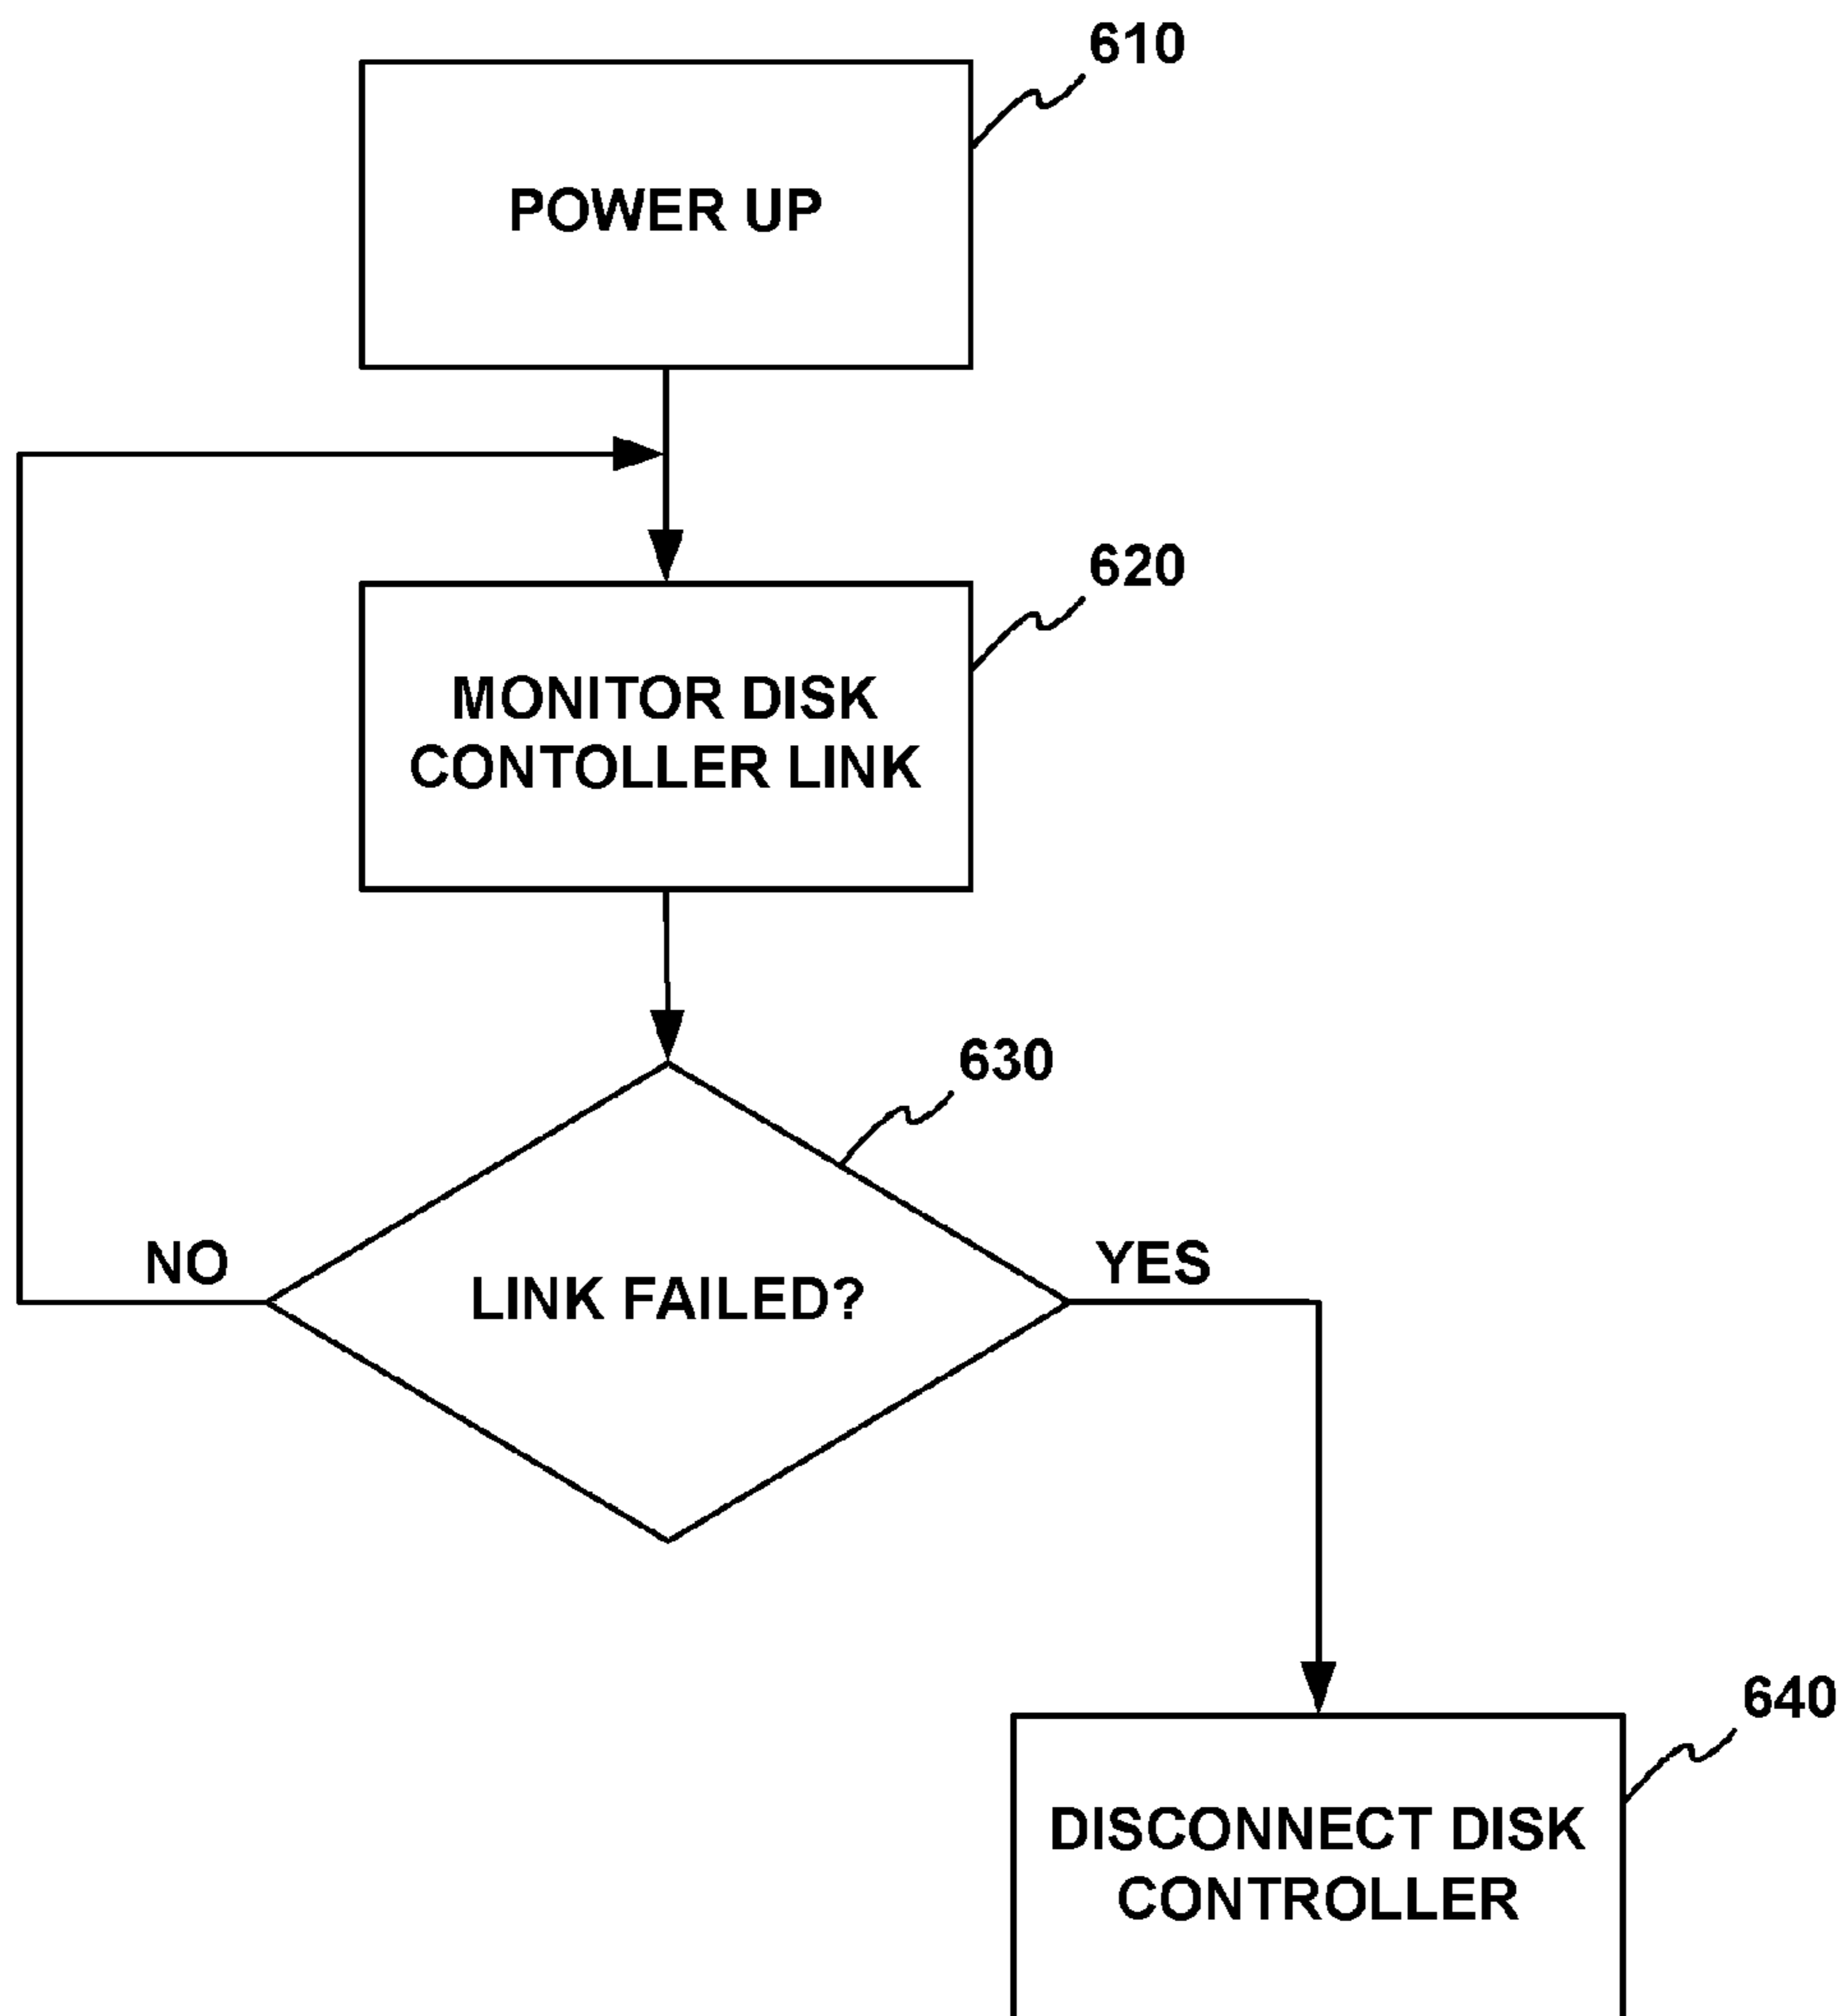 610
POWER UP
620
MONITOR DISK
CONTOLLER LINK
630
NO
YES
LINK FAILED?
640
DISCONNECT DISK
CONTROLLER